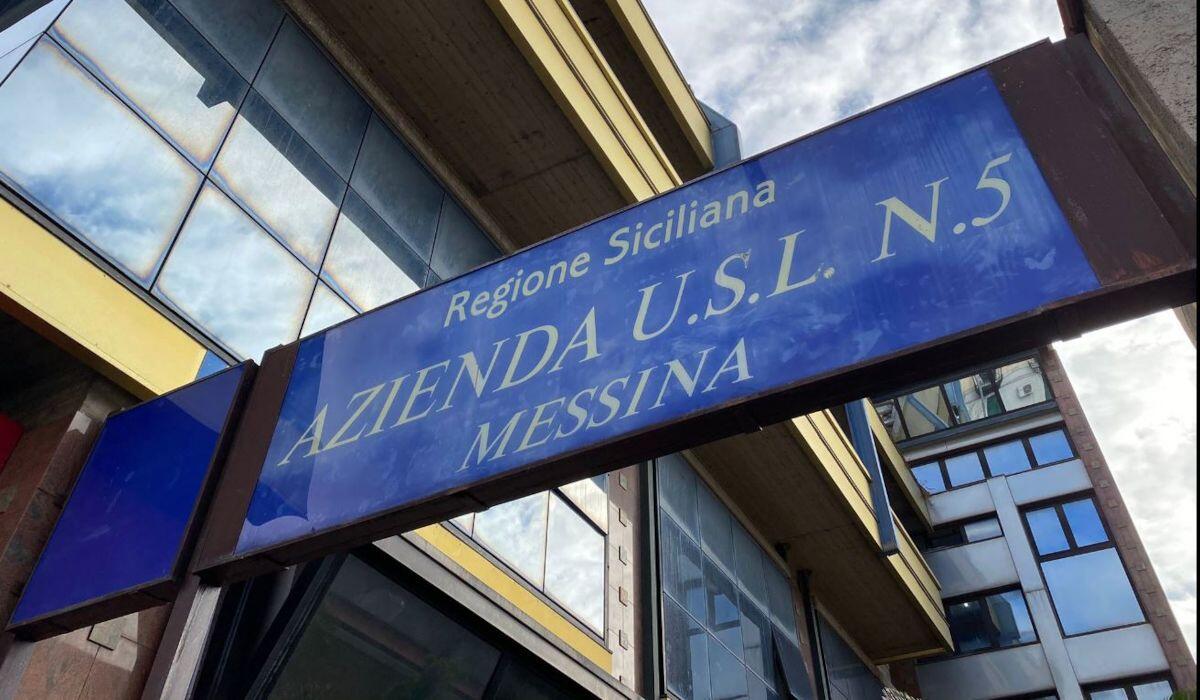 Regione Siciliana
AZIENDA U.S.L. N.5
MESSINA